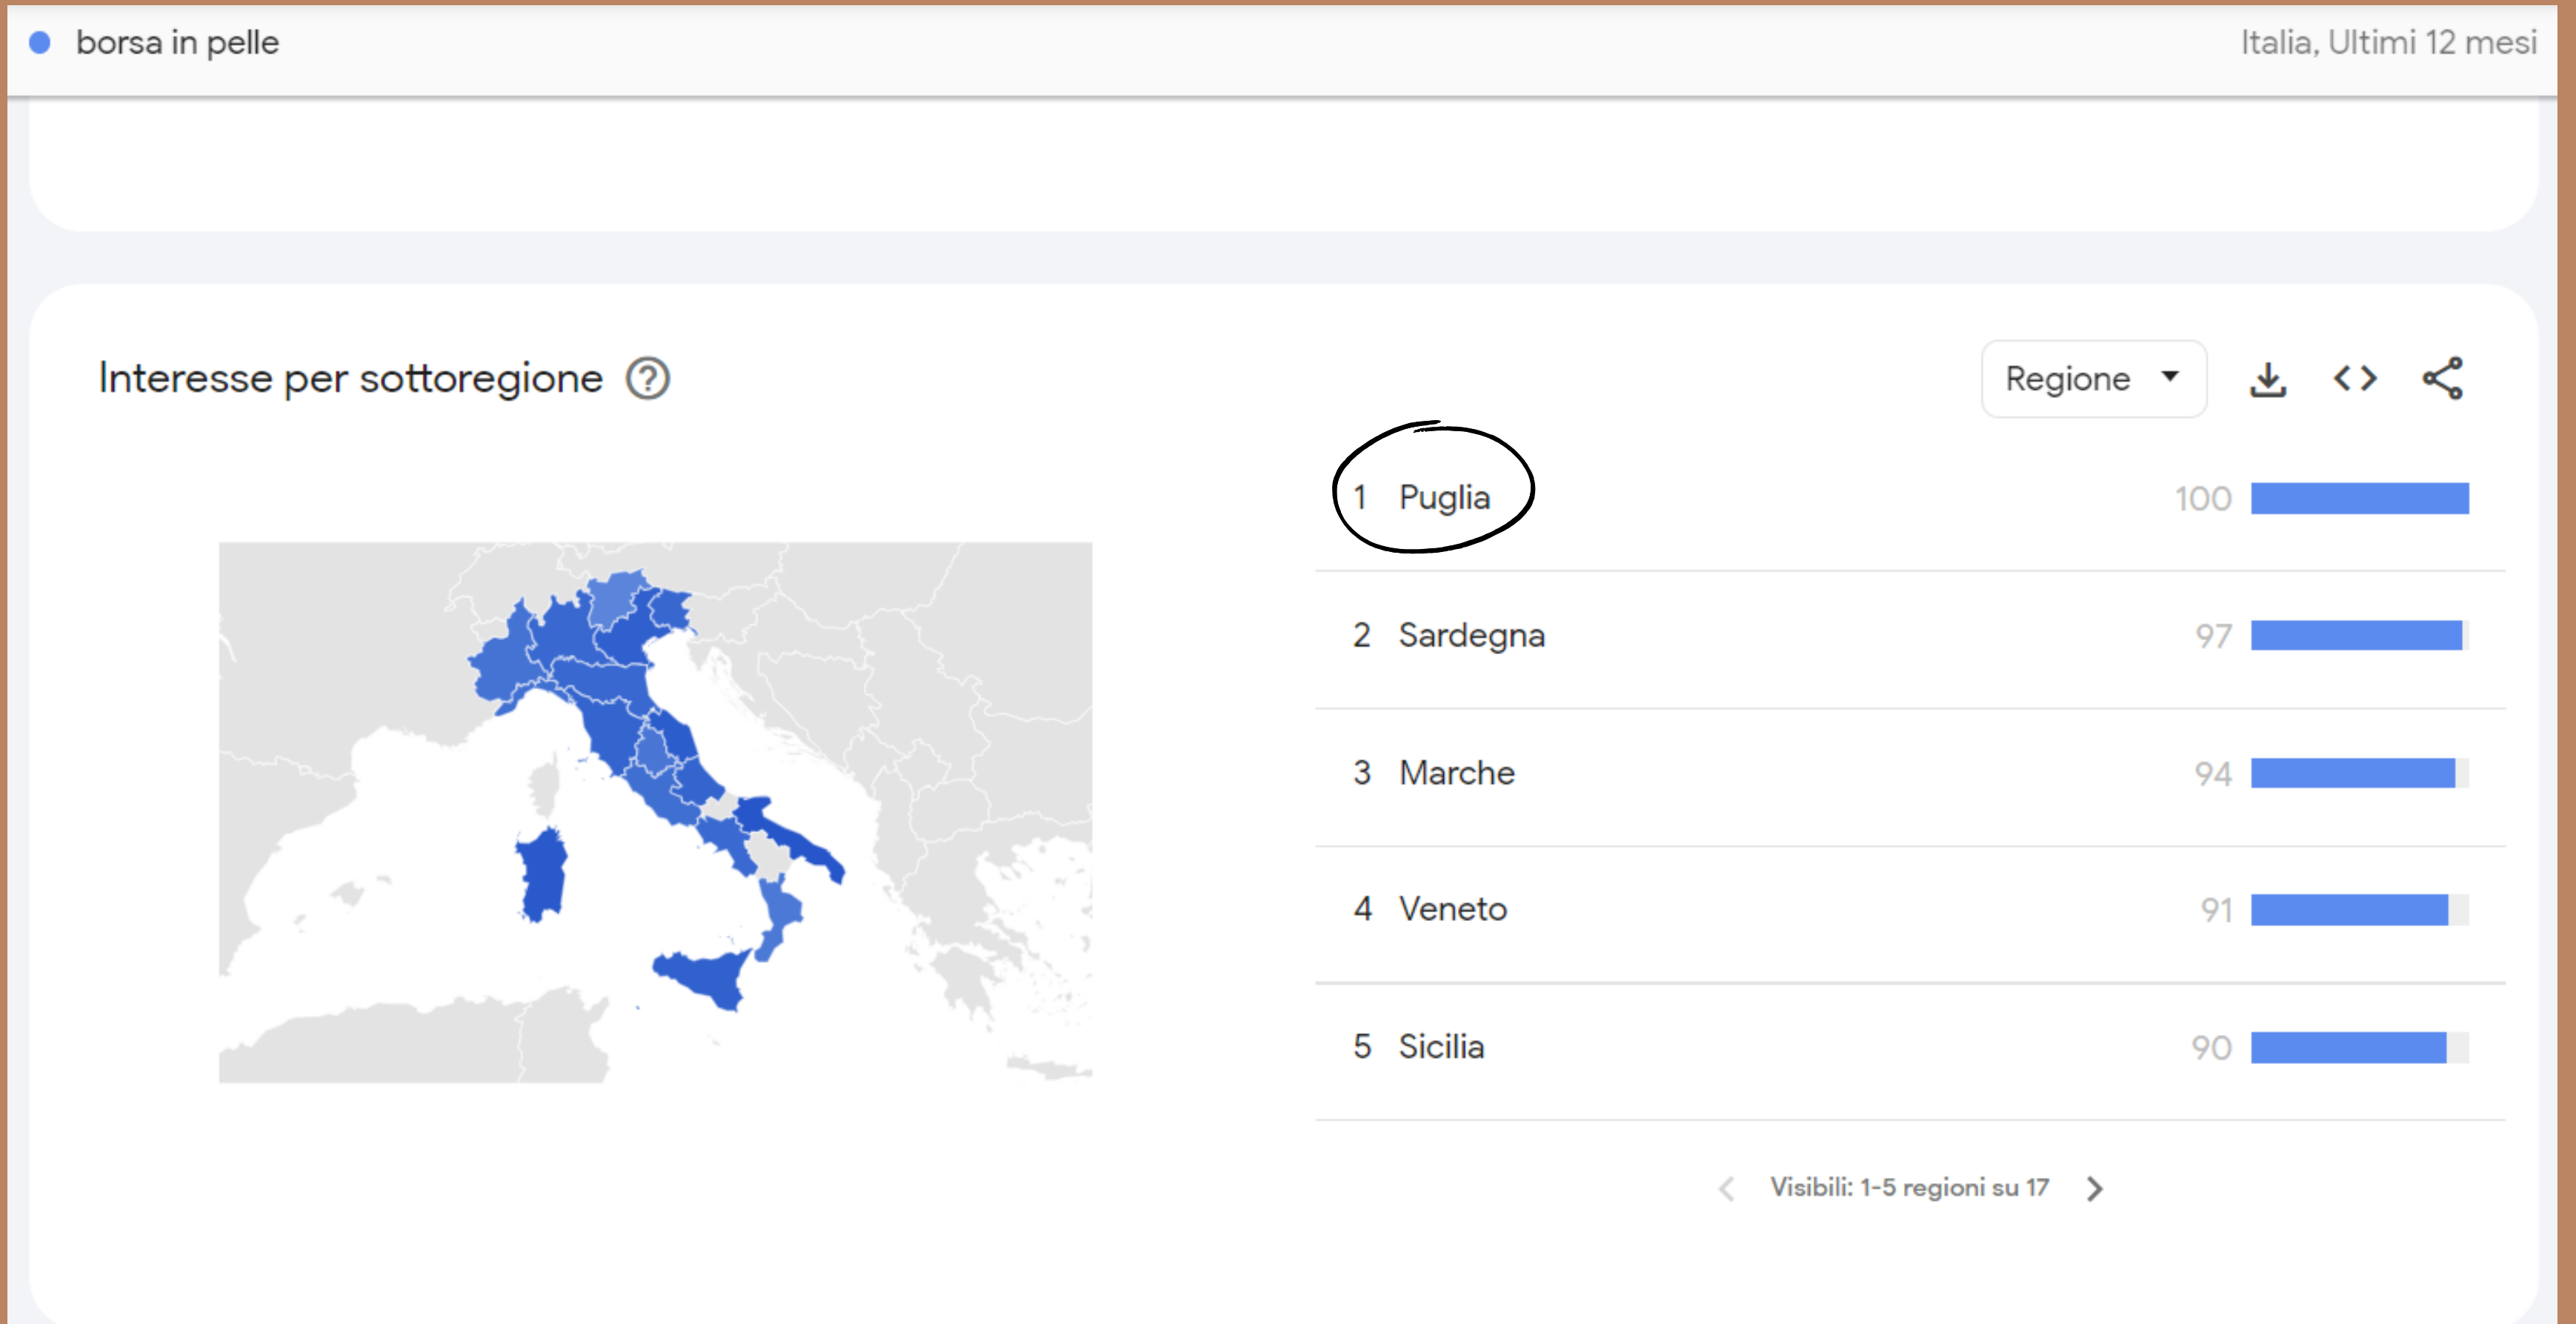 borsa in pelle
Italia, Ultimi 12 mesi
Interesse per sottoregione
Regione
1 Puglia 100
2 Sardegna 97
3 Marche 94
4 Veneto 91
5 Sicilia 90
Visibili: 1-5 regioni su 17